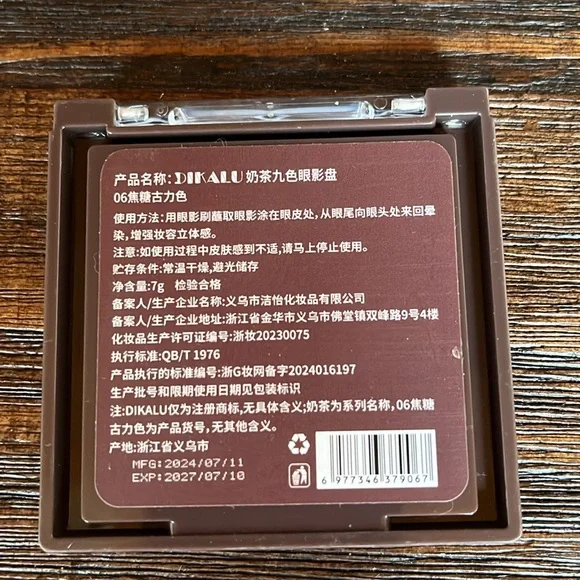 产品名称:DIKALU 奶茶九色眼影盘
06焦糖古力色
使用方法:用眼影刷蘸取眼影涂在眼皮处,从眼尾向眼头处来回晕
染,增强妆容立体感。
注意:如使用过程中皮肤感到不适,请马上停止使用。
贮存条件:常温干燥,避光储存
净含量:7g 检验合格
备案人/生产企业名称:义乌市洁怡化妆品有限公司
备案人/生产企业地址:浙江省金华市义乌市佛堂镇双峰路9号4楼
化妆品生产许可证编号:浙妆20230075
执行标准:QB/T 1976
产品执行的标准编号:浙G妆网备字2024016197
生产批号和限期使用日期见包装标识
注:DIKALU仅为注册商标,无具体含义;奶茶为系列名称,06焦糖
古力色为产品货号,无其他含义。
产地:浙江省义乌市
MFG:2024/07/11
EXP:2027/07/10
6 977346 379067